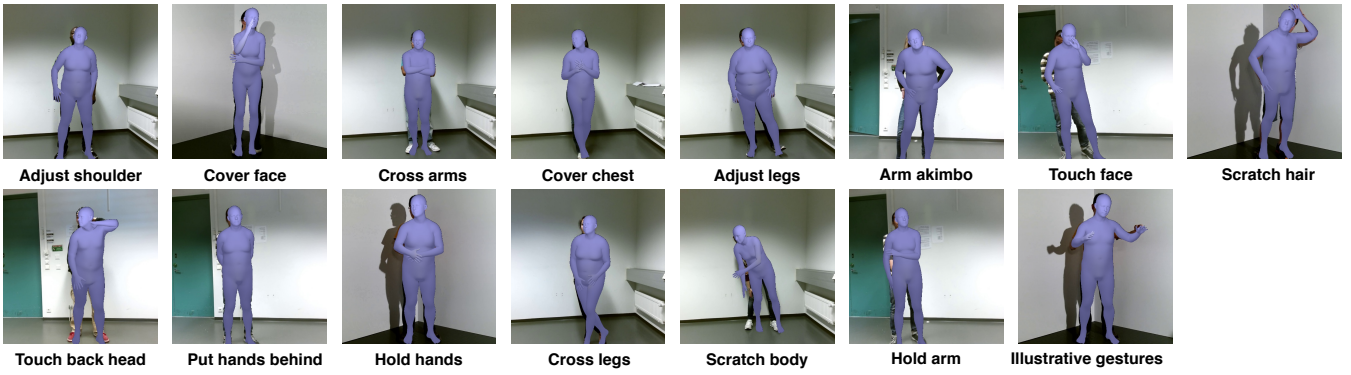 Adjust shoulder
Cover face
Cross arms
Cover chest
Adjust legs
Arm akimbo
Touch face
Scratch hair
Touch back head
Put hands behind
Hold hands
Cross legs
Scratch body
Hold arm
Illustrative gestures